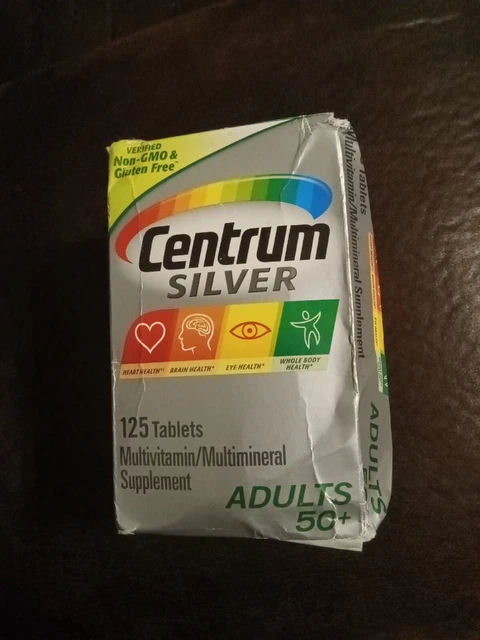 VERIFIED
Non-GMO &
Gluten Free
Centrum
SILVER
HEART HEALTH*‡
BRAIN HEALTH*
EYE HEALTH*
WHOLE BODY
HEALTH*
125 Tablets
Multivitamin/Multimineral
Supplement
ADULTS
50+
Tablets
Multivitamin/Multimineral Supplement
ADULTS